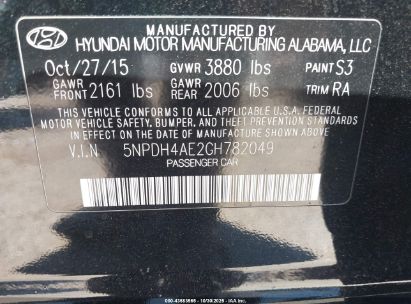 MANUFACTURED BY
HYUNDAI MOTOR MANUFACTURING ALABAMA, LLC
Oct/27/15 GVWR 3880 lbs PAINT S3
GAWR FRONT 2161 lbs GAWR REAR 2006 lbs TRIM RA
THIS VEHICLE CONFORMS TO ALL APPLICABLE U.S.A. FEDERAL
MOTOR VEHICLE SAFETY, BUMPER, AND THEFT PREVENTION
STANDARDS IN EFFECT ON THE DATE OF MANUFACTURE SHOWN ABOVE.
V.I.N. 5NPDH4AE2GH782049
PASSENGER CAR